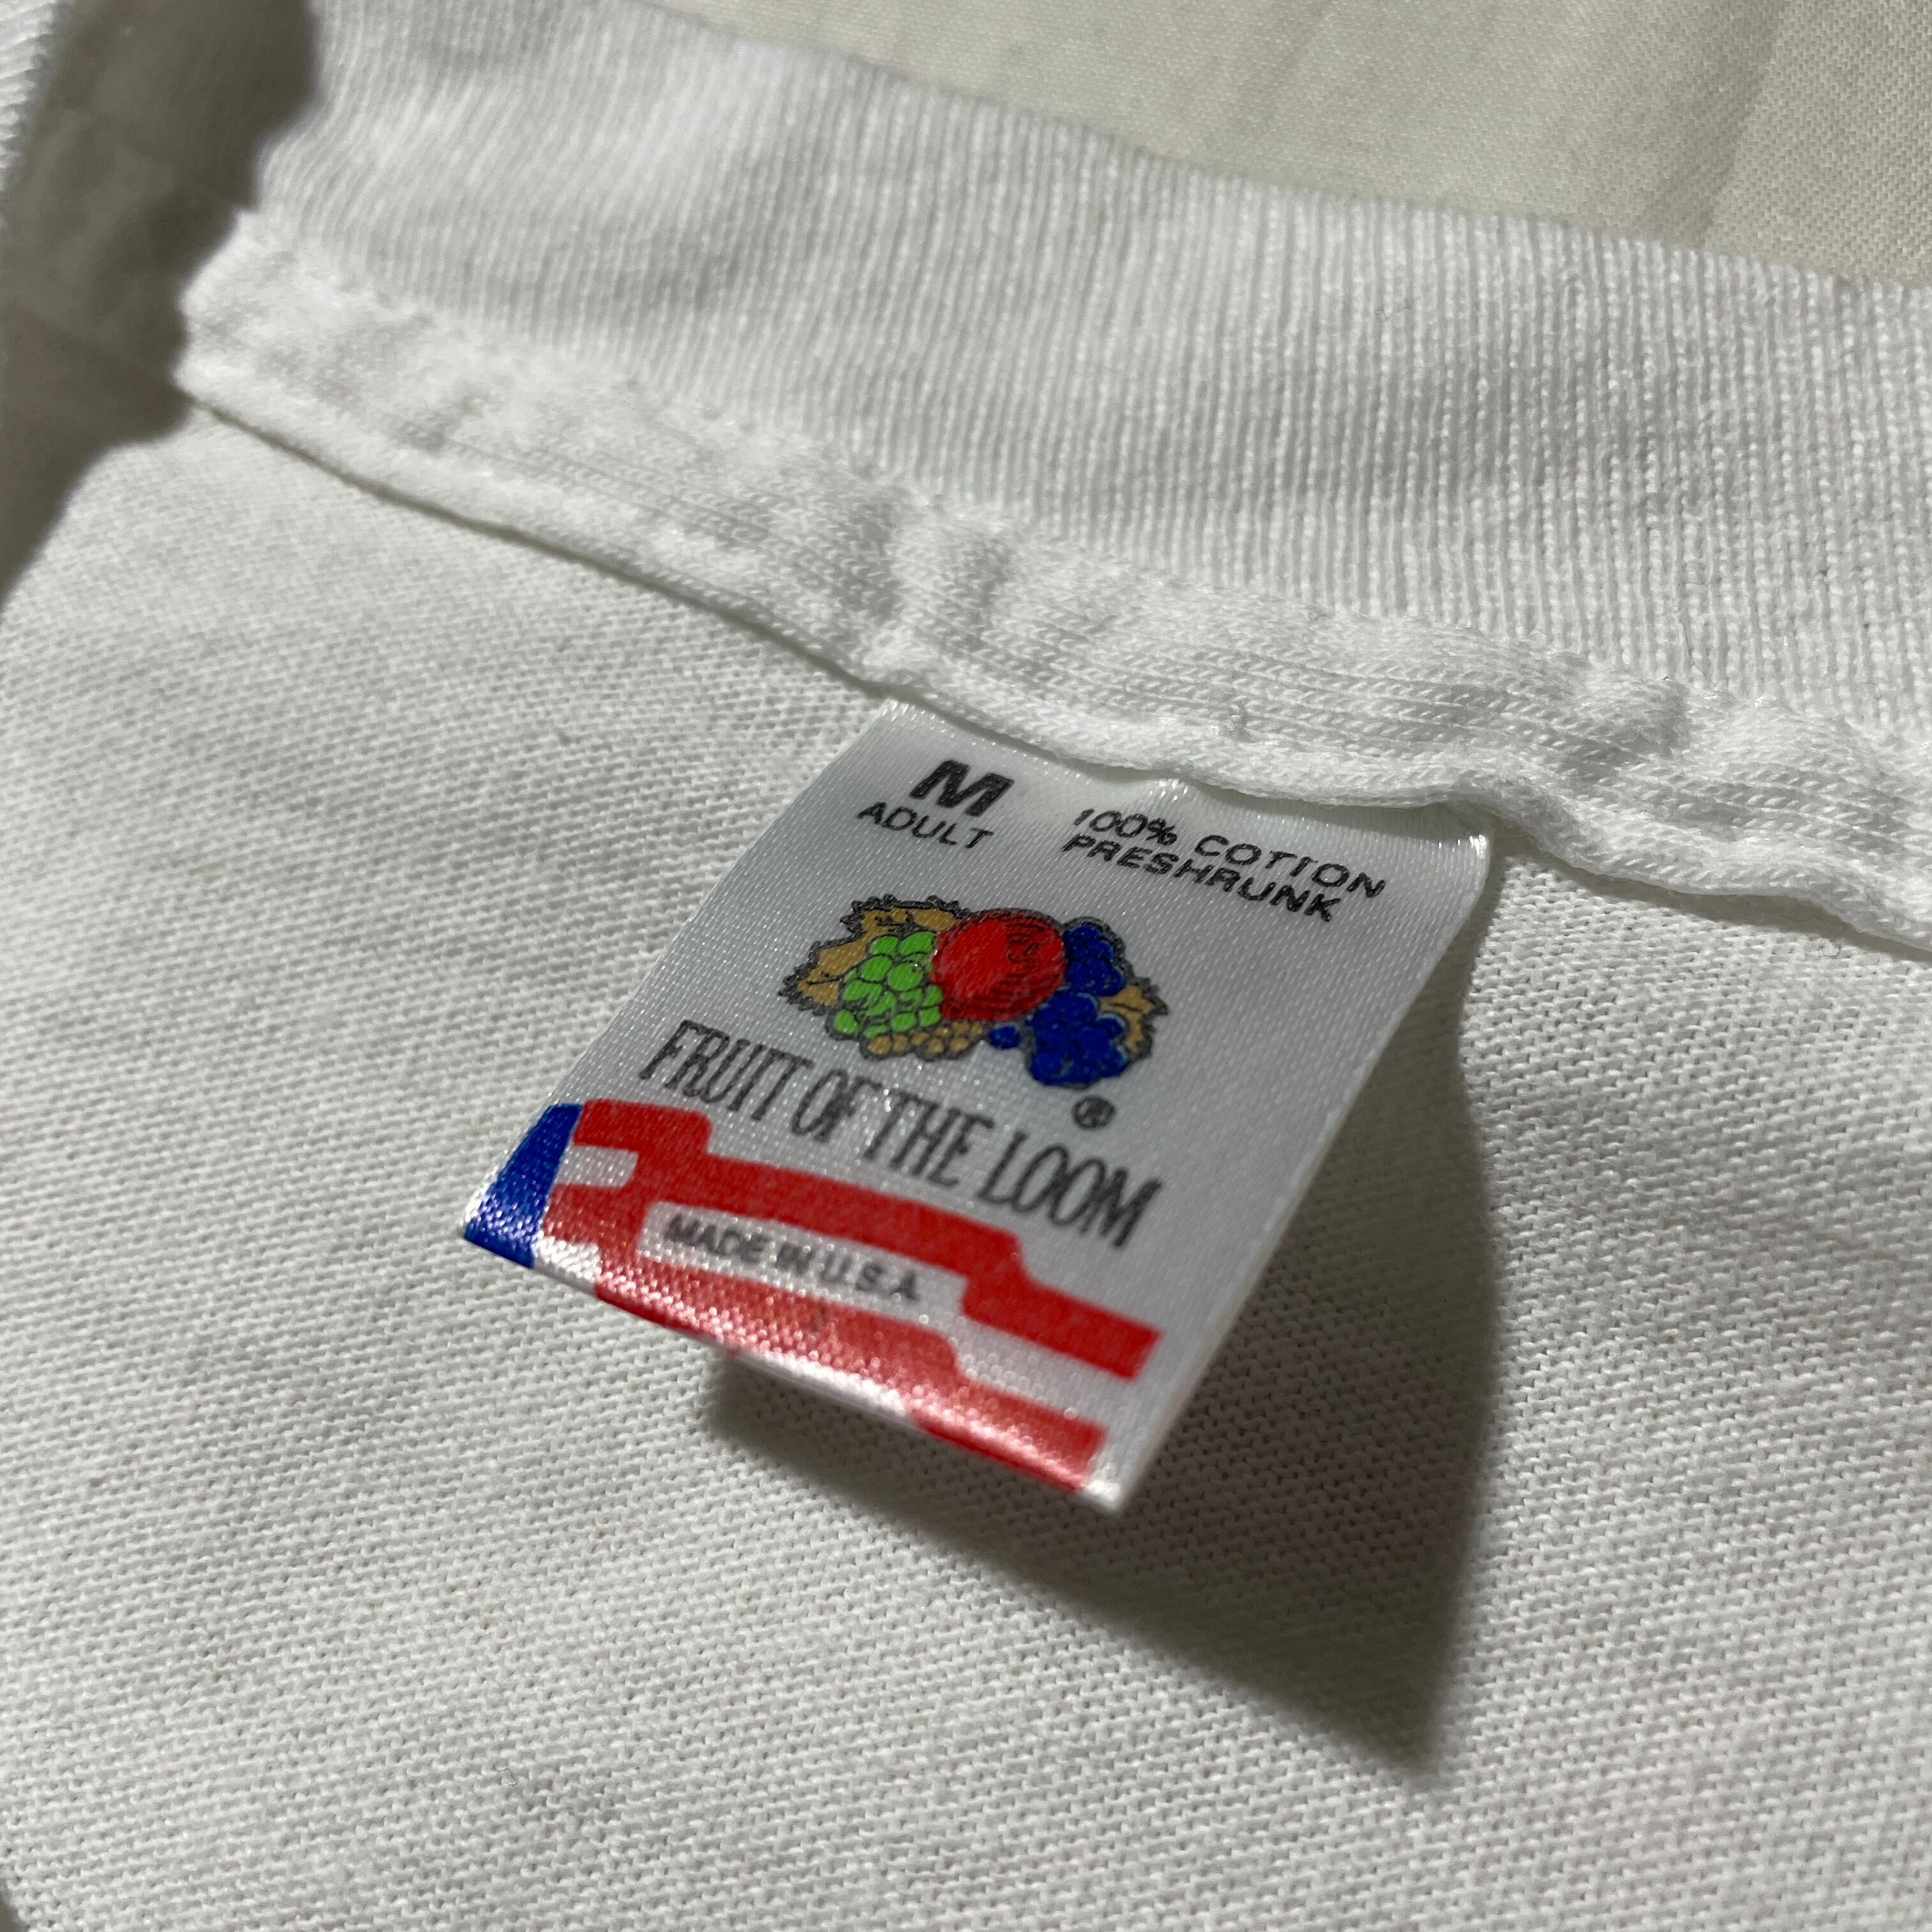 M
ADULT
100% COTTON
PRESHRUNK
®
FRUIT OF THE LOOM
MADE IN U.S.A.